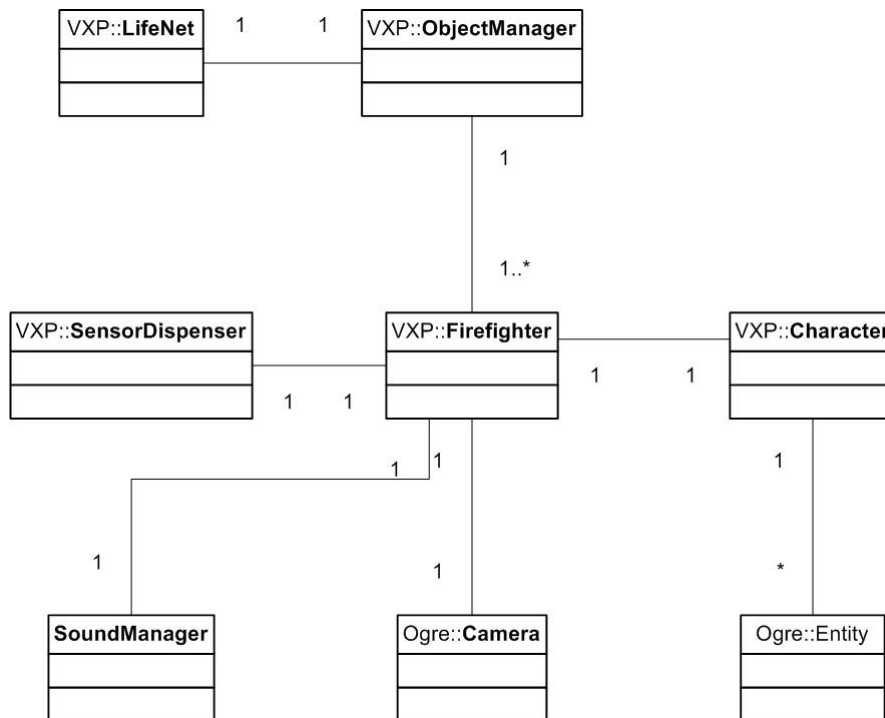 VXP::LifeNet
1
1
VXP::ObjectManager
1
1..*
VXP::SensorDispenser
VXP::Firefighter
VXP::Character
1
1
1
1
1
1
1
1
1
*
SoundManager
Ogre::Camera
Ogre::Entity